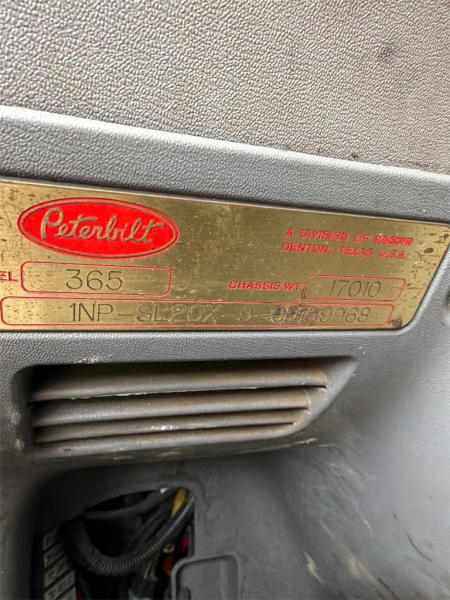 Peterbilt
A DIVISION OF PACCAR
DENTON, TEXAS U.S.A.
EL 365 CHASSIS WT 17010
1NP-SL20X-9-